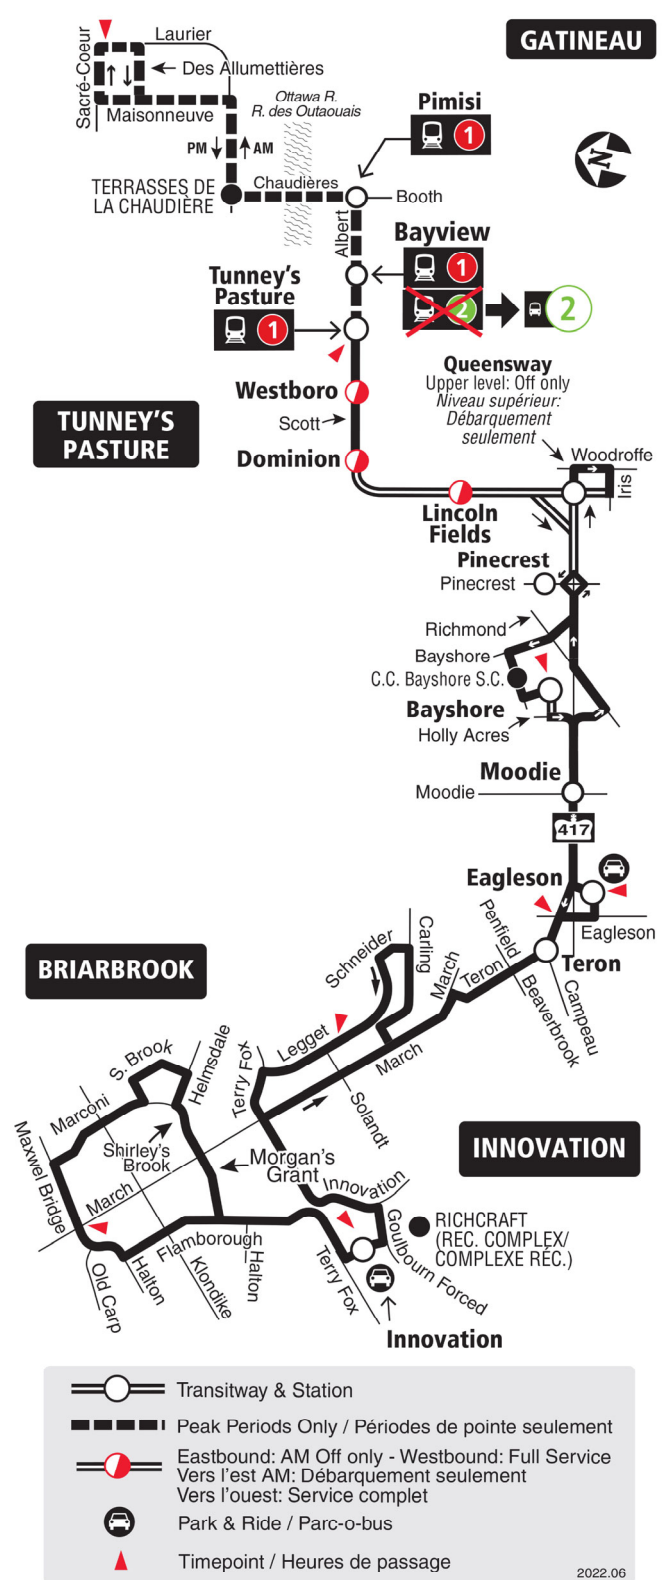 GATINEAU
Laurier
Sacré-Coeur
Des Allumettières
Maisonneuve
Ottawa R.
R. des Outaouais
Pimisi
1
PM
AM
N
TERRASSES DE
LA CHAUDIÈRE
Chaudières
Booth
Albert
Bayview
1
2
2
Tunney's
Pasture
1
Queensway
Upper level: Off only
Niveau supérieur:
Débarquement
seulement
Westboro
TUNNEY'S
PASTURE
Scott
Dominion
Woodroffe
Iris
Lincoln
Fields
Pinecrest
Pinecrest
Richmond
Bayshore
C.C. Bayshore S.C.
Bayshore
Holly Acres
Moodie
Moodie
417
Eagleson
Eagleson
Teron
Penfield
Beaverbrook
Campeau
Carling
Schneider
March
Teron
BRIARBROOK
Legget
March
Terry Fox
Solandt
S. Brook
Helmsdale
Marconi
Shirley's
Brook
Maxwel Bridge
March
Morgan's
Grant
INNOVATION
Innovation
Goulbourn Forced
RICHCRAFT
(REC. COMPLEX/
COMPLEXE RÉC.)
Flamborough
Old Carp
Halton
Klondike
Halton
Terry Fox
Innovation
Transitway & Station
Peak Periods Only / Périodes de pointe seulement
Eastbound: AM Off only - Westbound: Full Service
Vers l'est AM: Débarquement seulement
Vers l'ouest: Service complet
Park & Ride / Parc-o-bus
Timepoint / Heures de passage
2022.06